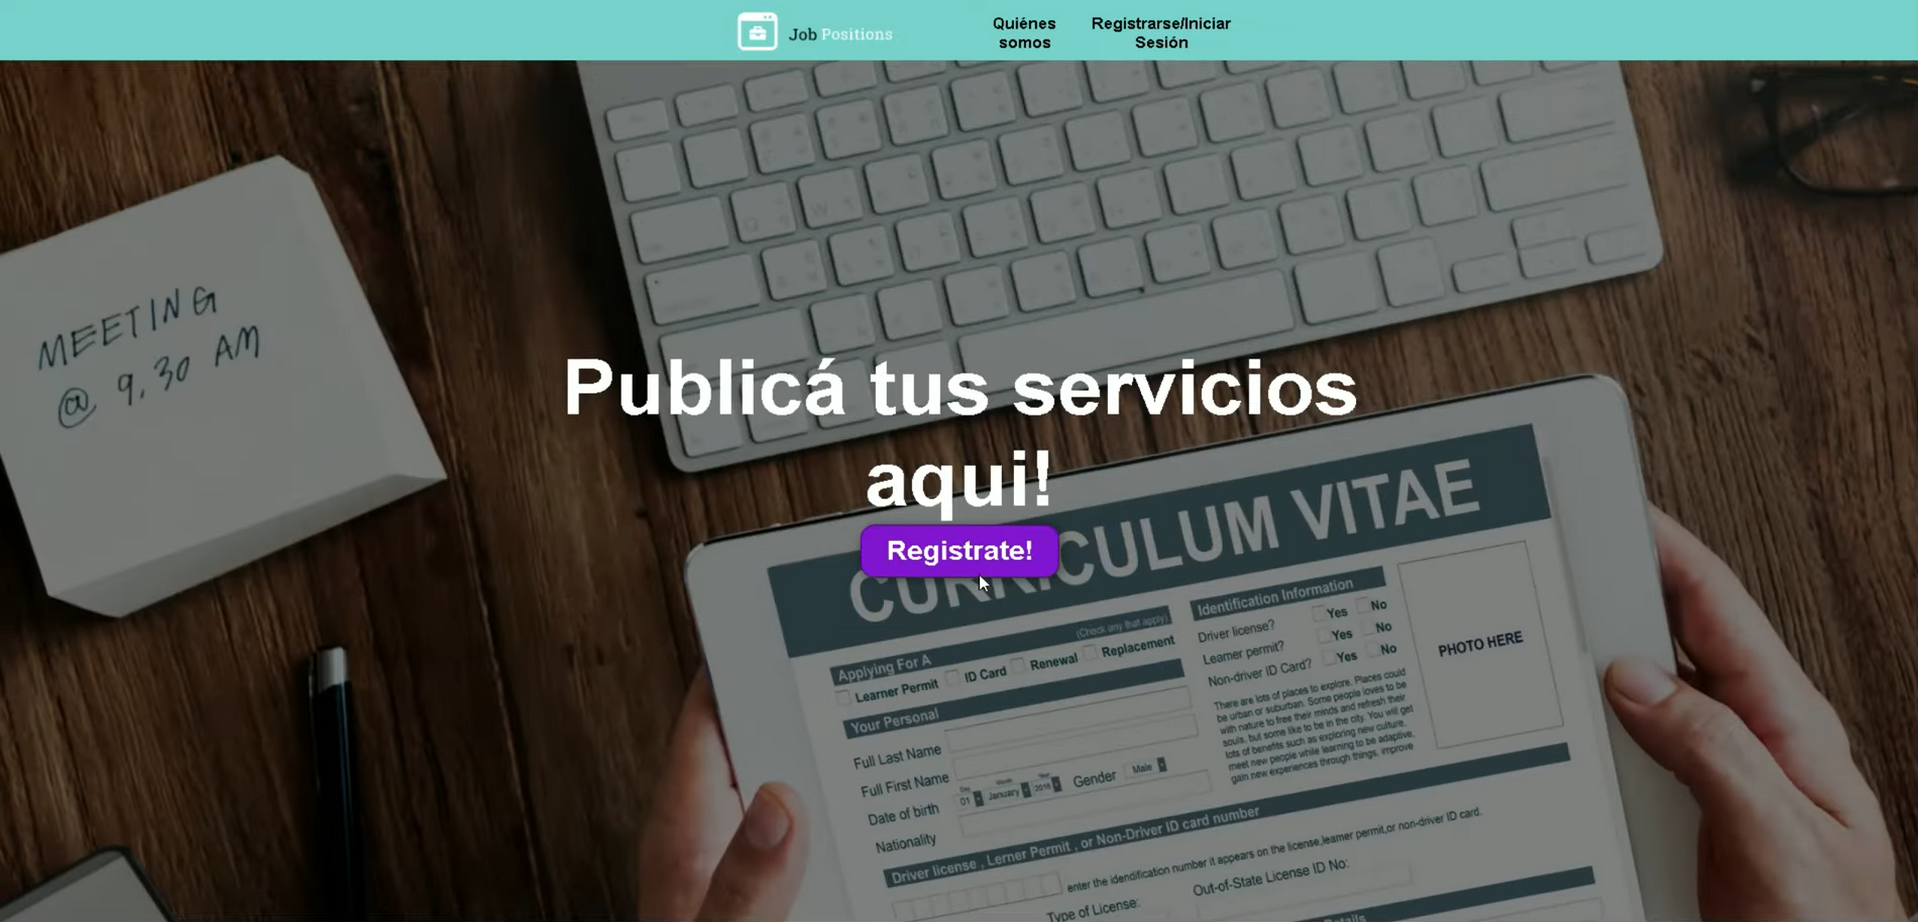 Job Positions
Quiénes
somos
Registrarse/Iniciar
Sesión
MEETING
@ 9.30 AM
Publicá tus servicios
aqui!
Registrate!
CURRICULUM VITAE
Applying For A
(Check any that apply)
Learner Permit ID Card Renewal Replacement
Your Personal
Full Last Name
Full First Name
Date of birth
01 January 2016
Gender Male
Nationality
Identification Information
Driver license? Yes No
Learner permit? Yes No
Non-driver ID Card? Yes No
There are lots of places to explore. Places could
be urban or suburban. Some people loves to be
with nature to free their minds and refresh their
souls, but some like to be in the city. You will get
lots of benefits such as exploring new culture,
meet new people while learning to be adaptive,
gain new experiences through things, improve
PHOTO HERE
Driver license , Lerner Permit , or Non-Driver ID card number
enter the idendification number it appears on the license,learner permit,or non-driver ID card.
Type of License:
Out-of-State License ID No: